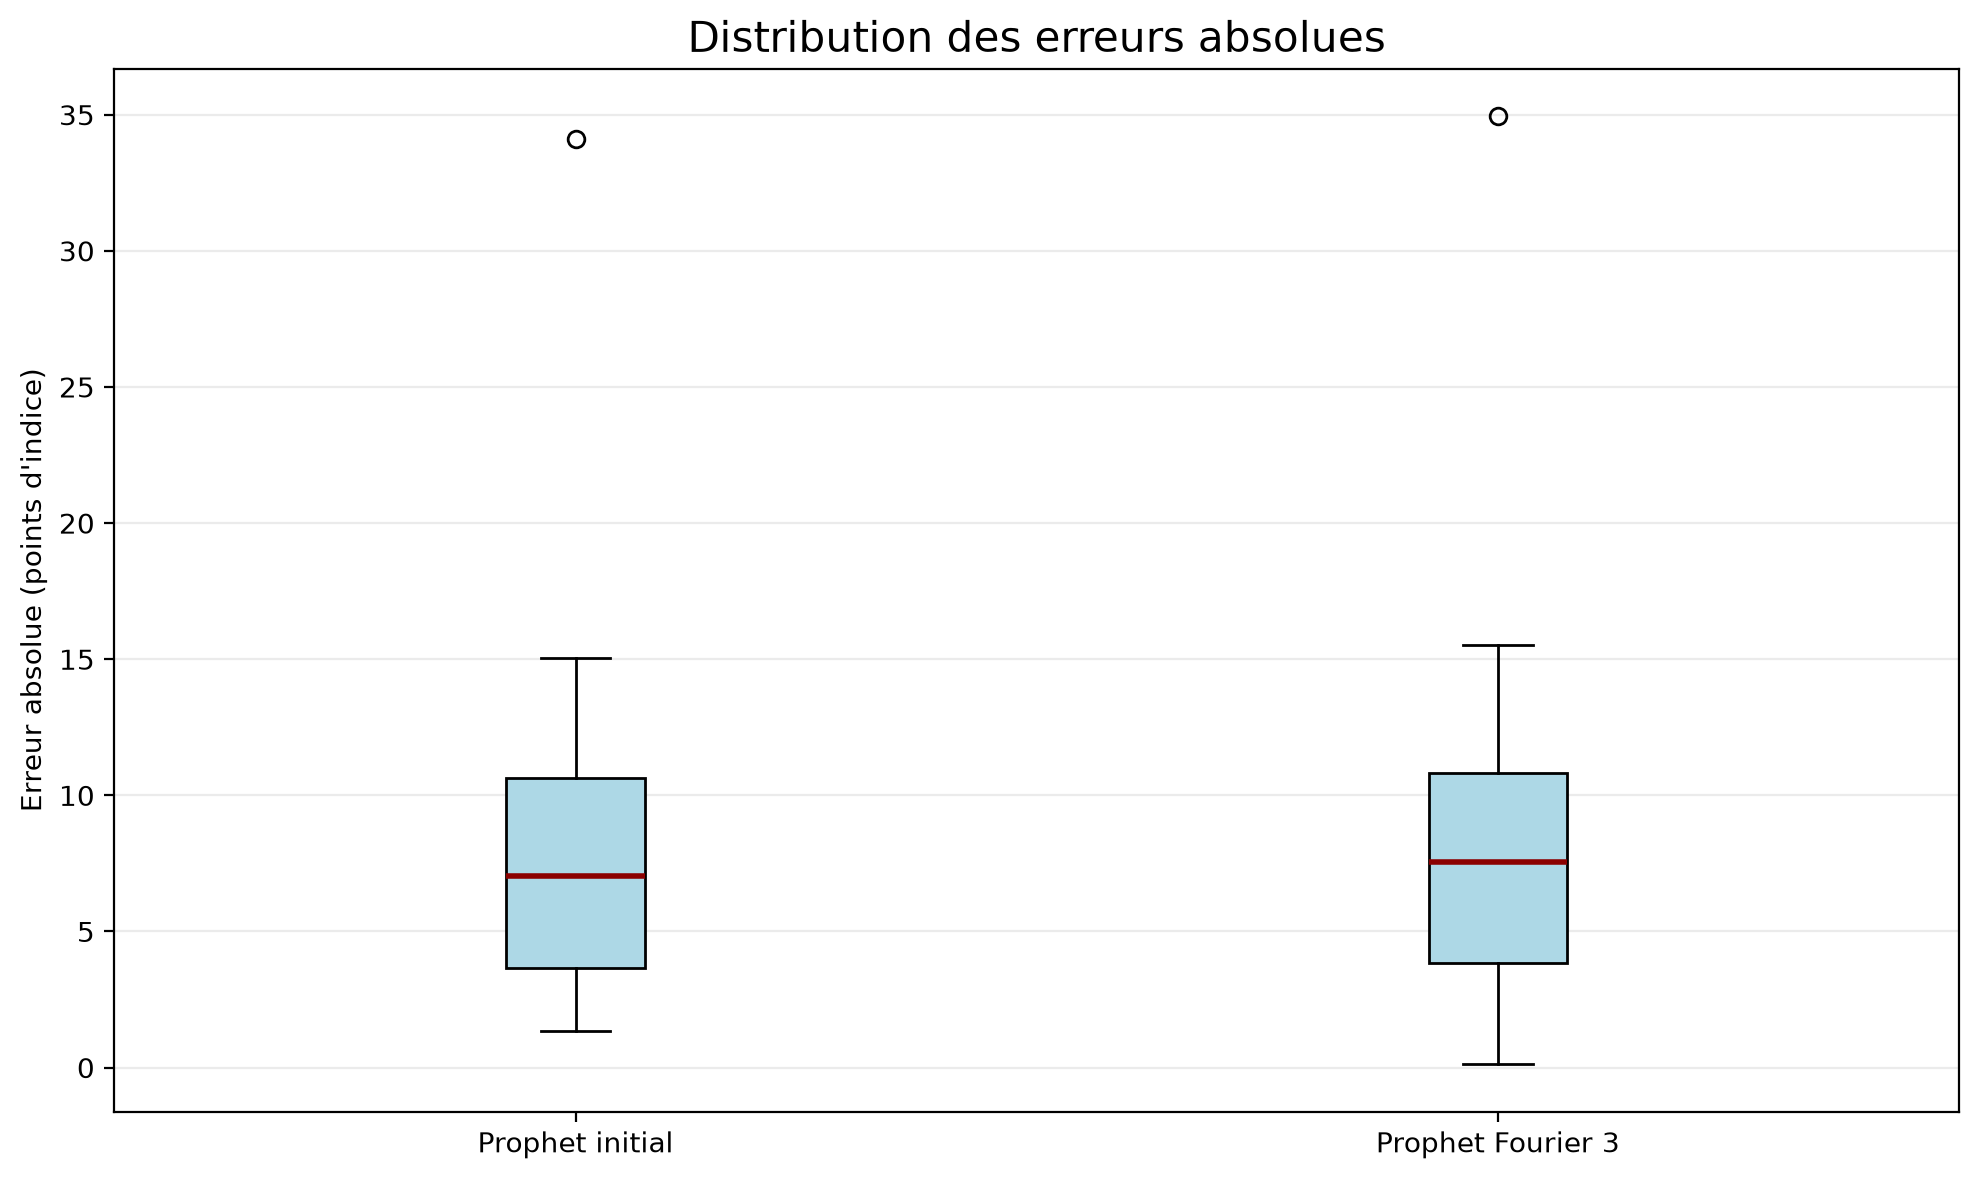 Distribution des erreurs absolues
Erreur absolue (points d'indice)
35
30
25
20
15
10
5
0
Prophet initial
Prophet Fourier 3